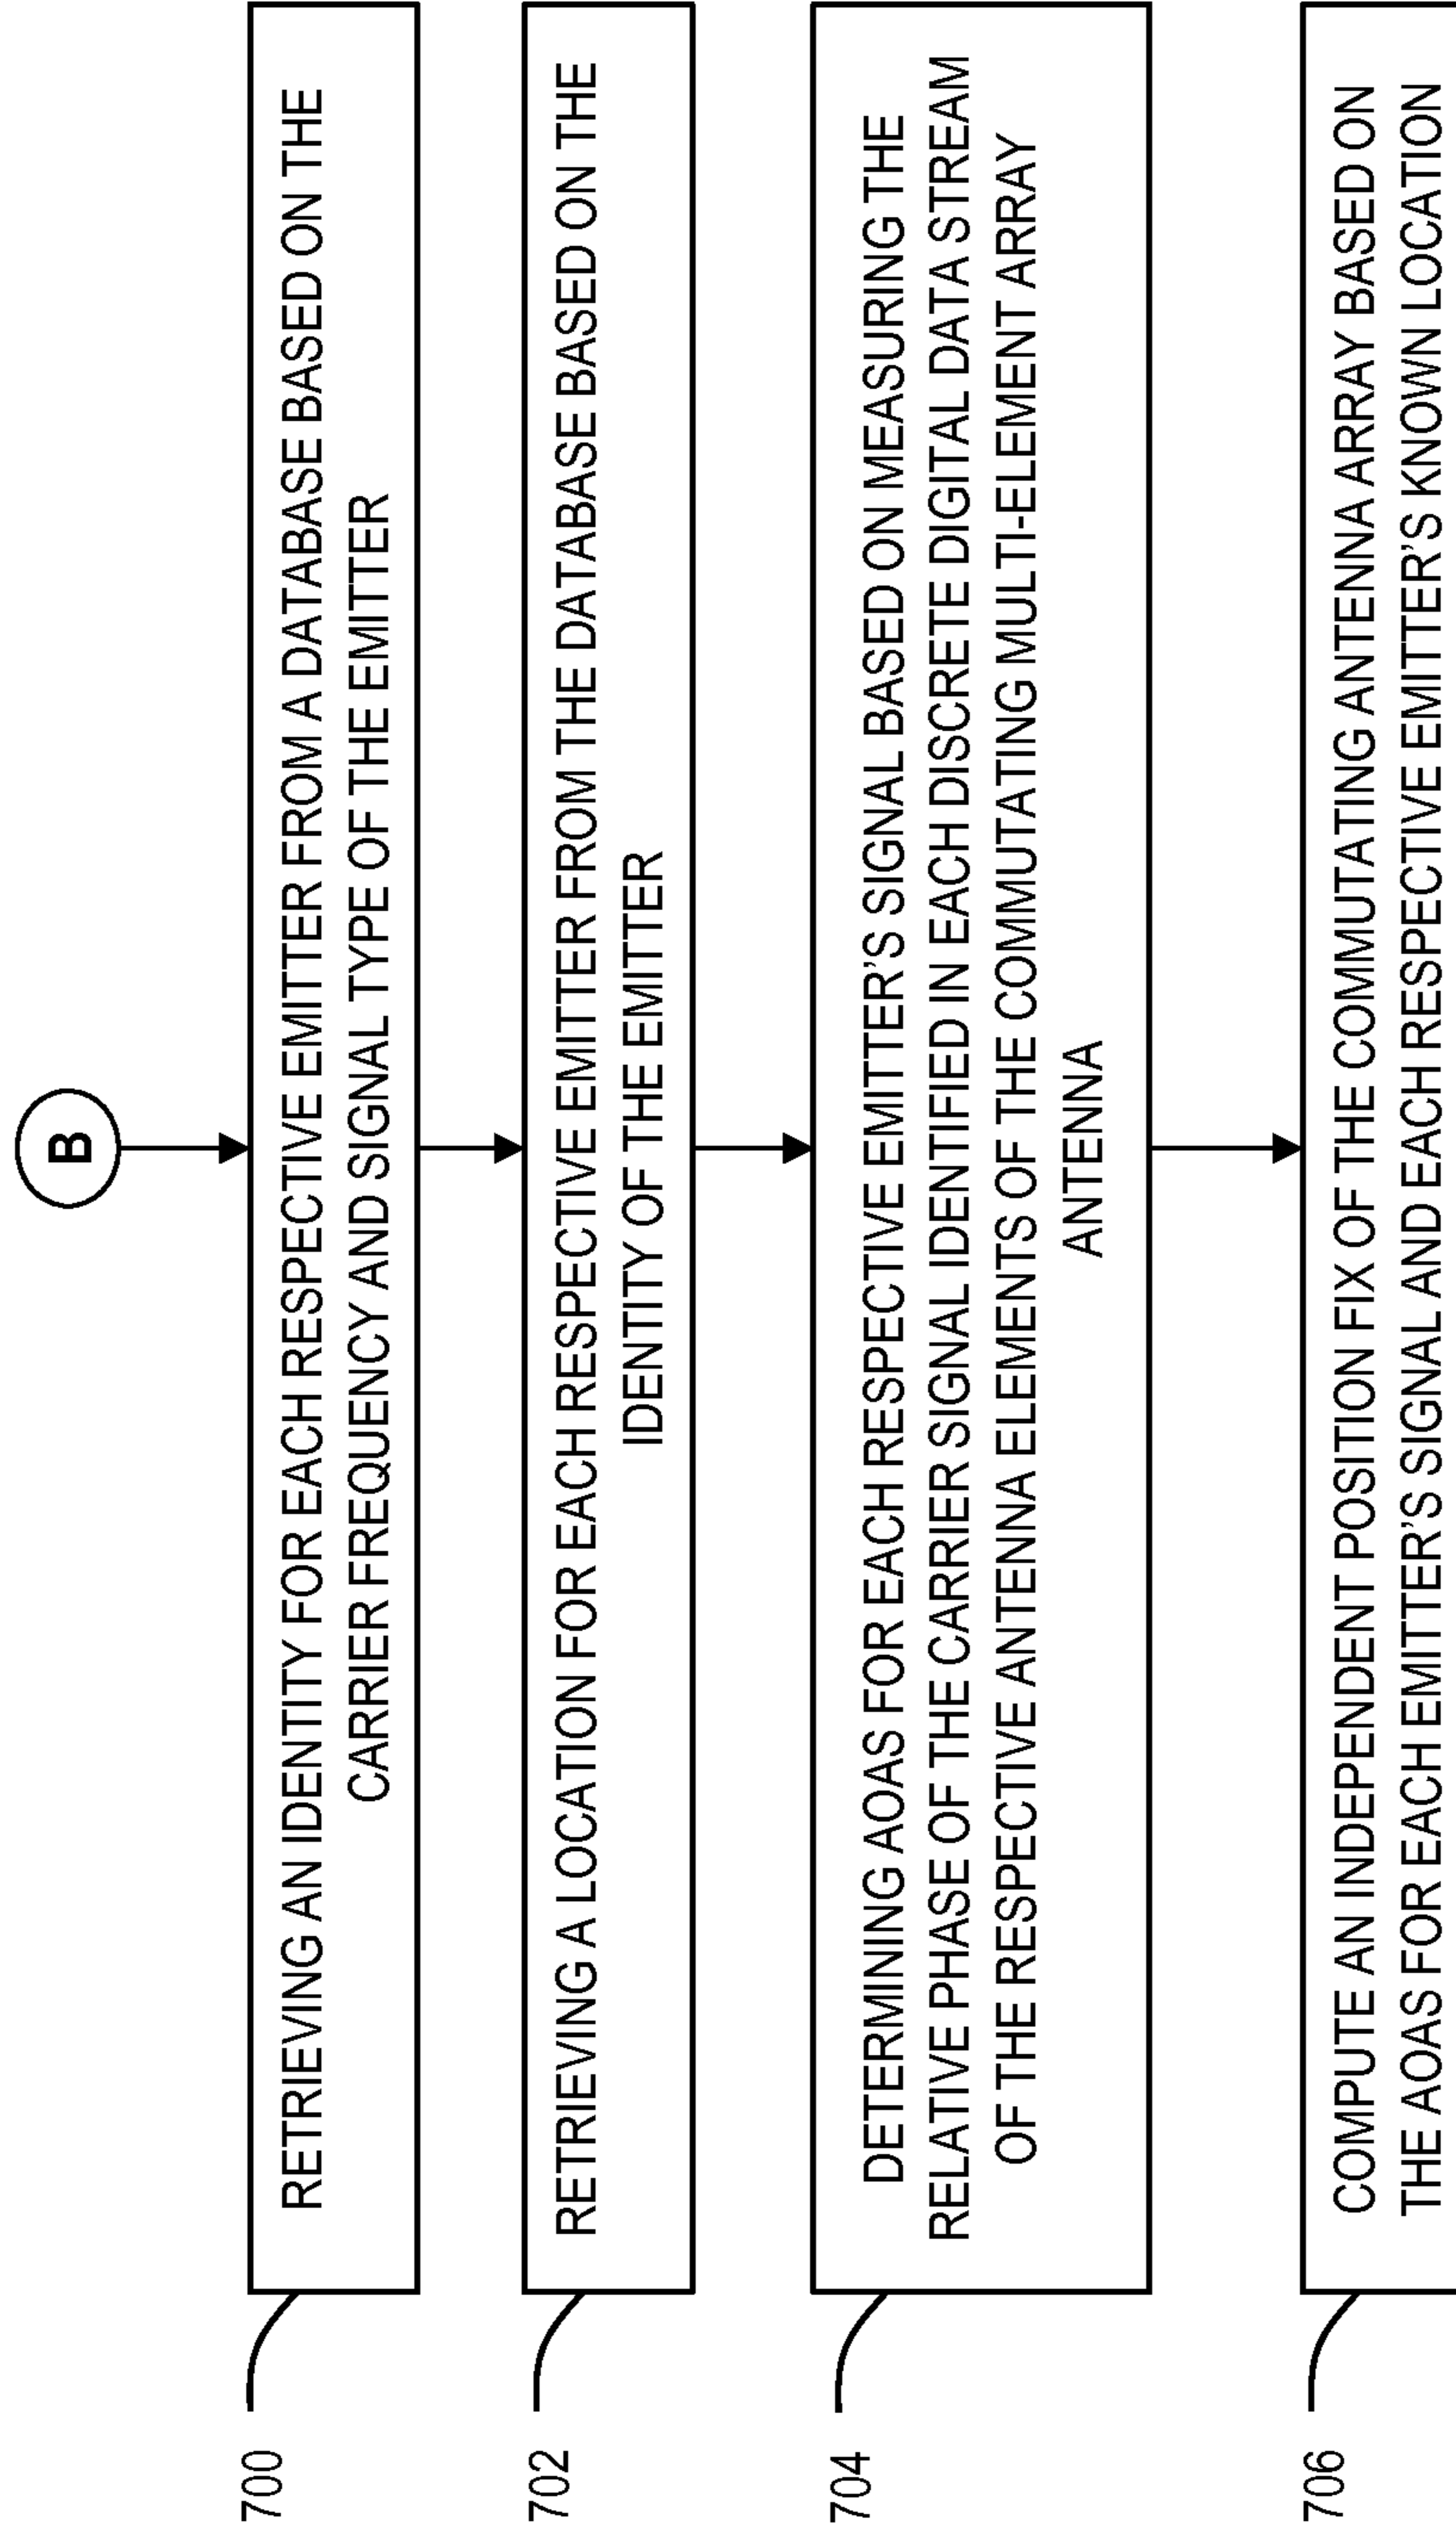 B
700
RETRIEVING AN IDENTITY FOR EACH RESPECTIVE EMITTER FROM A DATABASE BASED ON THE
CARRIER FREQUENCY AND SIGNAL TYPE OF THE EMITTER
702
RETRIEVING A LOCATION FOR EACH RESPECTIVE EMITTER FROM THE DATABASE BASED ON THE
IDENTITY OF THE EMITTER
704
DETERMINING AOAS FOR EACH RESPECTIVE EMITTER'S SIGNAL BASED ON MEASURING THE
RELATIVE PHASE OF THE CARRIER SIGNAL IDENTIFIED IN EACH DISCRETE DIGITAL DATA STREAM
OF THE RESPECTIVE ANTENNA ELEMENTS OF THE COMMUTATING MULTI-ELEMENT ARRAY
ANTENNA
706
COMPUTE AN INDEPENDENT POSITION FIX OF THE COMMUTATING ANTENNA ARRAY BASED ON
THE AOAS FOR EACH EMITTER'S SIGNAL AND EACH RESPECTIVE EMITTER'S KNOWN LOCATION